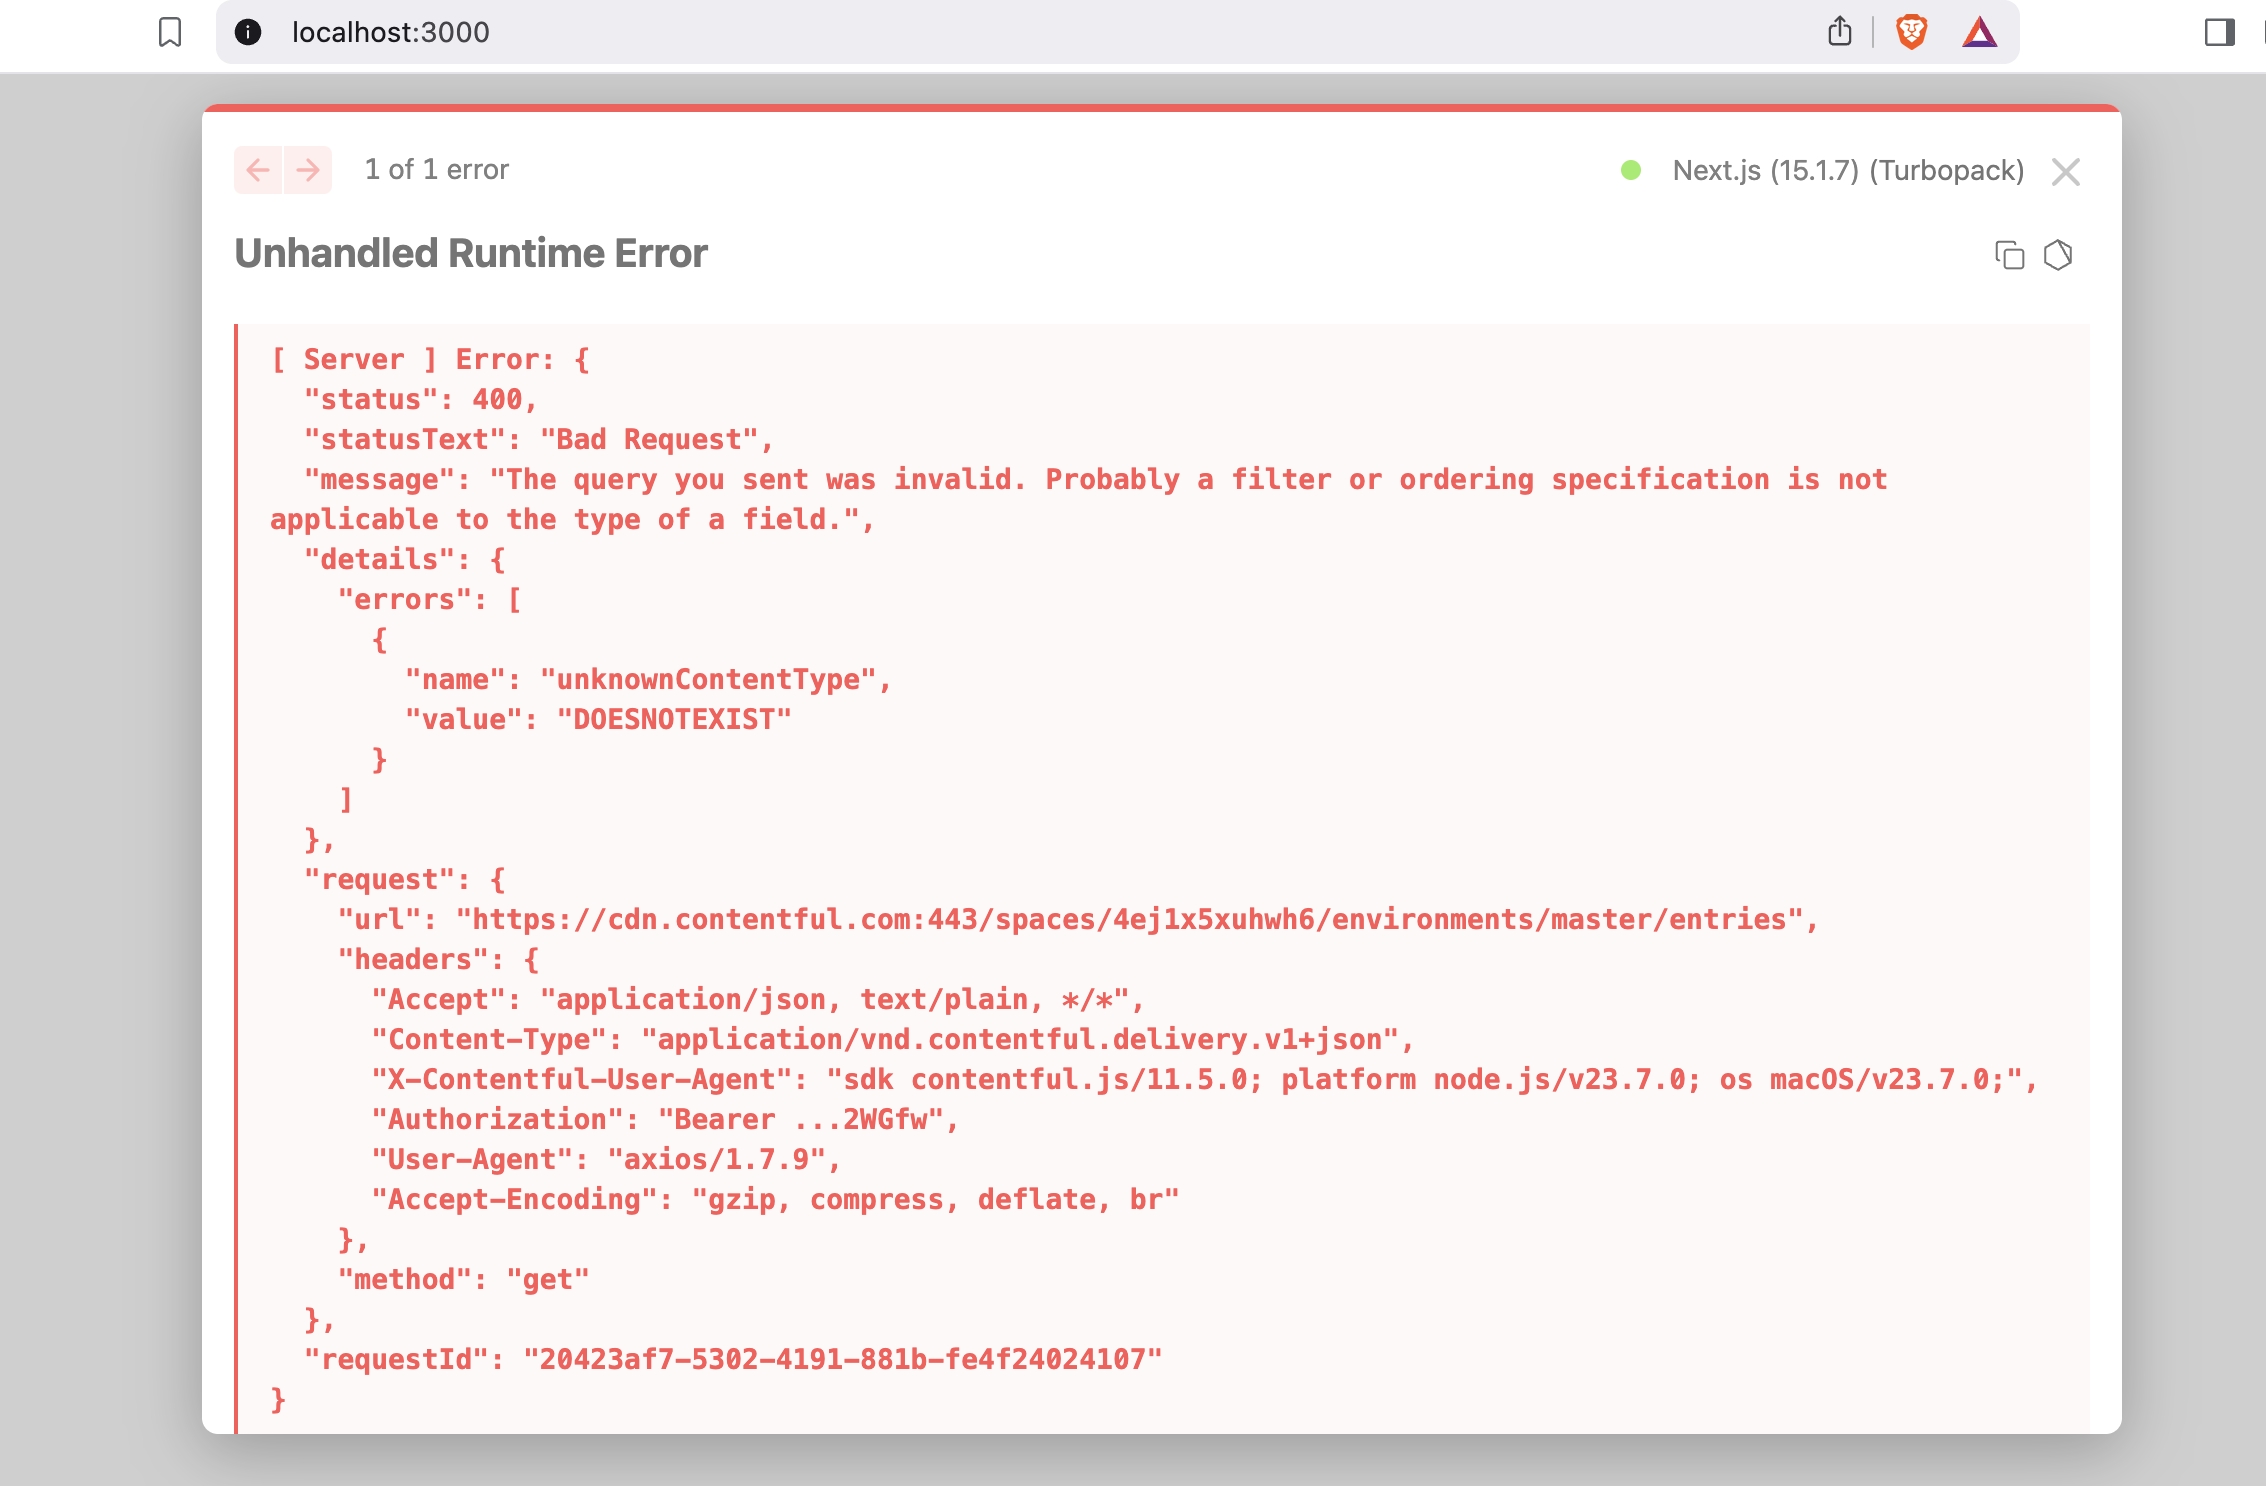 localhost:3000
1 of 1 error
Next.js (15.1.7) (Turbopack)
Unhandled Runtime Error
[ Server ] Error: {
  "status": 400,
  "statusText": "Bad Request",
  "message": "The query you sent was invalid. Probably a filter or ordering specification is not
applicable to the type of a field.",
  "details": {
    "errors": [
      {
        "name": "unknownContentType",
        "value": "DOESNOTEXIST"
      }
    ]
  },
  "request": {
    "url": "https://cdn.contentful.com:443/spaces/4ej1x5xuhwh6/environments/master/entries",
    "headers": {
      "Accept": "application/json, text/plain, */*",
      "Content-Type": "application/vnd.contentful.delivery.v1+json",
      "X-Contentful-User-Agent": "sdk contentful.js/11.5.0; platform node.js/v23.7.0; os macOS/v23.7.0;",
      "Authorization": "Bearer ...2WGfw",
      "User-Agent": "axios/1.7.9",
      "Accept-Encoding": "gzip, compress, deflate, br"
    },
    "method": "get"
  },
  "requestId": "20423af7-5302-4191-881b-fe4f24024107"
}